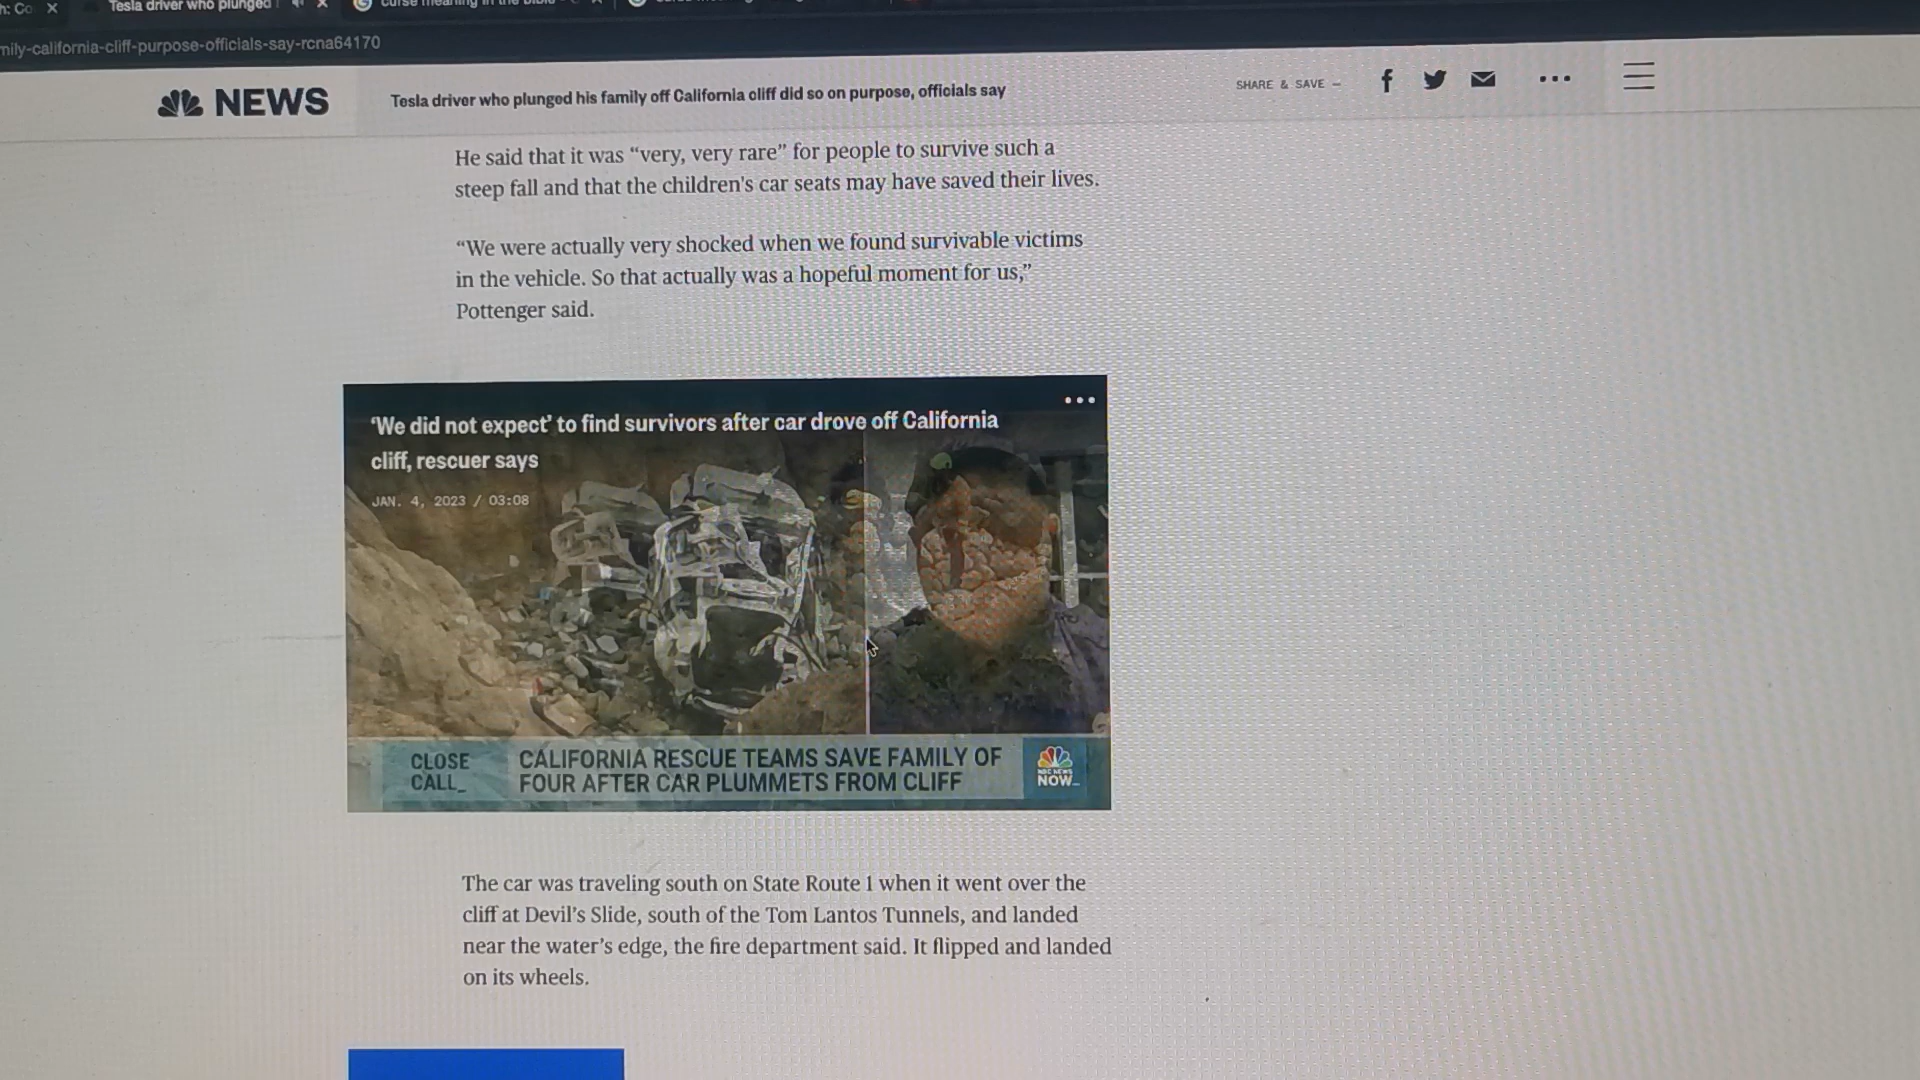 Tesla driver who plunged
mily-california-cliff-purpose-officials-say-rcna64170
NEWS
Tesla driver who plunged his family off California cliff did so on purpose, officials say
SHARE & SAVE —
He said that it was “very, very rare” for people to survive such a
steep fall and that the children's car seats may have saved their lives.
“We were actually very shocked when we found survivable victims
in the vehicle. So that actually was a hopeful moment for us,”
Pottenger said.
‘We did not expect’ to find survivors after car drove off California
cliff, rescuer says
JAN. 4, 2023 / 03:08
CLOSE
CALL_
CALIFORNIA RESCUE TEAMS SAVE FAMILY OF
FOUR AFTER CAR PLUMMETS FROM CLIFF
NBC NEWS
NOW_
The car was traveling south on State Route 1 when it went over the
cliff at Devil’s Slide, south of the Tom Lantos Tunnels, and landed
near the water’s edge, the fire department said. It flipped and landed
on its wheels.